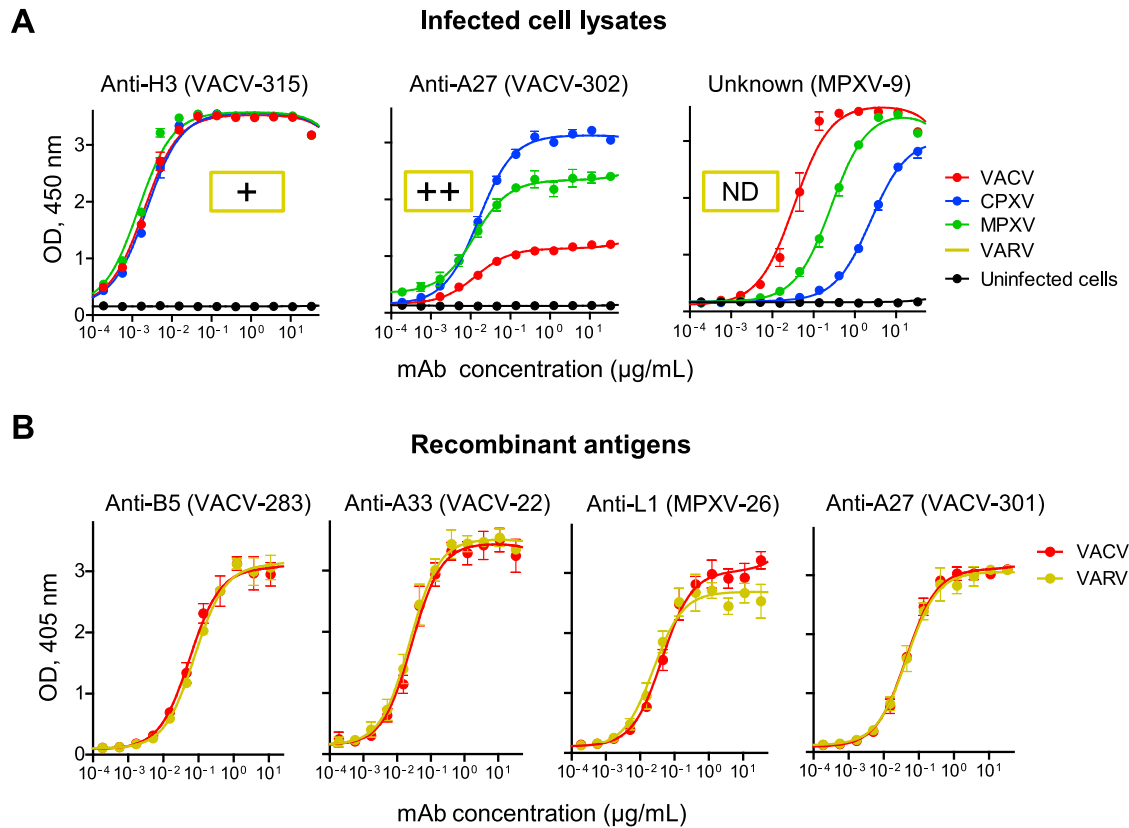 A
Infected cell lysates
Anti-H3 (VACV-315)
Anti-A27 (VACV-302)
Unknown (MPXV-9)
OD, 450 nm
3
2
1
0
+
++
ND
VACV
CPXV
MPXV
VARV
Uninfected cells
10⁻⁴ 10⁻³ 10⁻² 10⁻¹ 10⁰ 10¹
10⁻⁴ 10⁻³ 10⁻² 10⁻¹ 10⁰ 10¹
10⁻⁴ 10⁻³ 10⁻² 10⁻¹ 10⁰ 10¹
mAb concentration (µg/mL)
B
Recombinant antigens
Anti-B5 (VACV-283)
Anti-A33 (VACV-22)
Anti-L1 (MPXV-26)
Anti-A27 (VACV-301)
OD, 405 nm
3
2
1
0
VACV
VARV
10⁻⁴ 10⁻³ 10⁻² 10⁻¹ 10⁰ 10¹
10⁻⁴ 10⁻³ 10⁻² 10⁻¹ 10⁰ 10¹
10⁻⁴ 10⁻³ 10⁻² 10⁻¹ 10⁰ 10¹
10⁻⁴ 10⁻³ 10⁻² 10⁻¹ 10⁰ 10¹
mAb concentration (µg/mL)